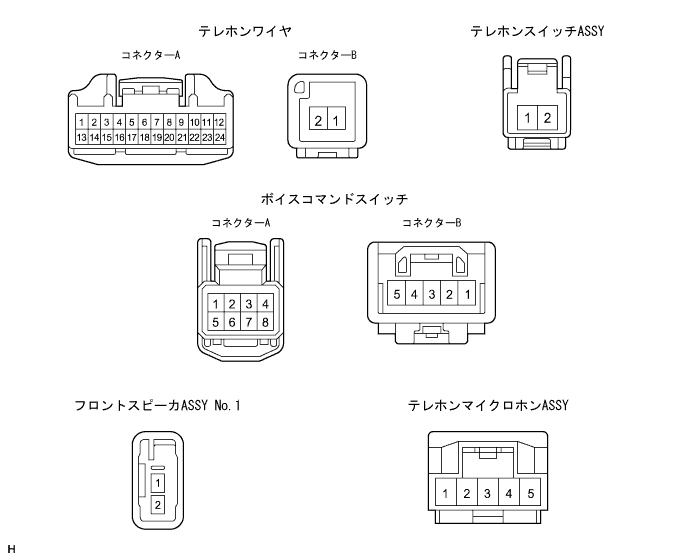 テレホンワイヤ
テレホンスイッチASSY
コネクターA
コネクターB
1 2 3 4 5 6 7 8 9 10 11 12
13 14 15 16 17 18 19 20 21 22 23 24
2 1
1 2
ボイスコマンドスイッチ
コネクターA
コネクターB
1 2 3 4
5 6 7 8
5 4 3 2 1
フロントスピーカASSY No.1
テレホンマイクロホンASSY
1
2
1 2 3 4 5
H